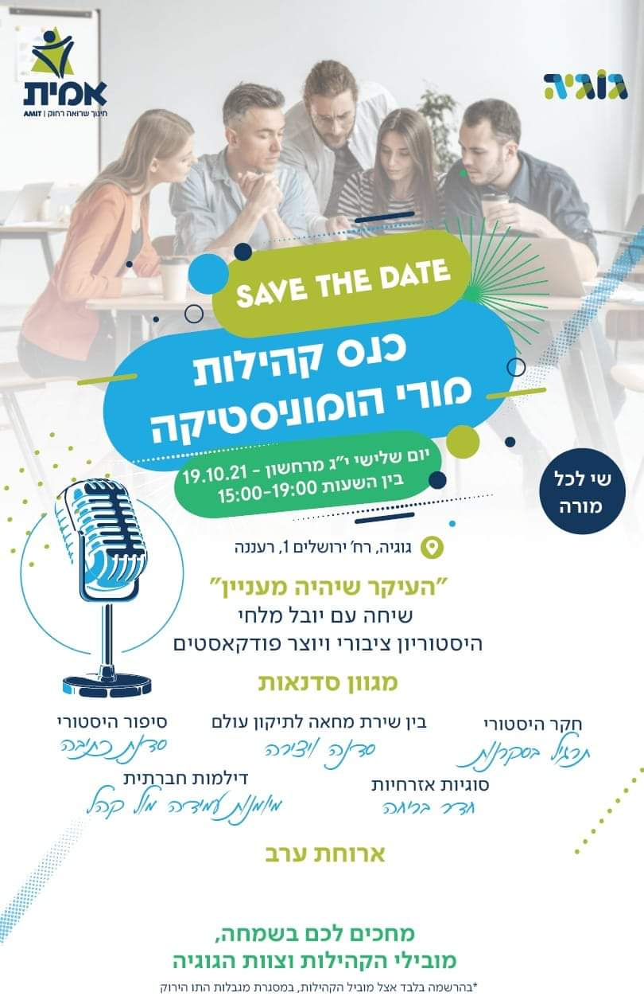 אמית
חינוך שרואה רחוק | AMIT
גוגיה
SAVE THE DATE
כנס קהילות
מורי הומוניסטיקה
יום שלישי י"ג מרחשון - 19.10.21
בין השעות 15:00-19:00
שי לכל
מורה
גוגיה, רח' ירושלים 1, רעננה
"העיקר שיהיה מעניין"
שיחה עם יובל מלחי
היסטוריון ציבורי ויוצר פודקאסטים
מגוון סדנאות
חקר היסטורי
תרגיל בסקרנות
בין שירת מחאה לתיקון עולם
סדנה ויצירה
סיפור היסטורי
סדנת כתיבה
סוגיות אזרחיות
חדר בריחה
דילמות חברתית
מיומנות עמידה מול קהל
ארוחת ערב
מחכים לכם בשמחה,
מובילי הקהילות וצוות הגוגיה
*בהרשמה בלבד אצל מוביל הקהילות, במסגרת מגבלות התו הירוק